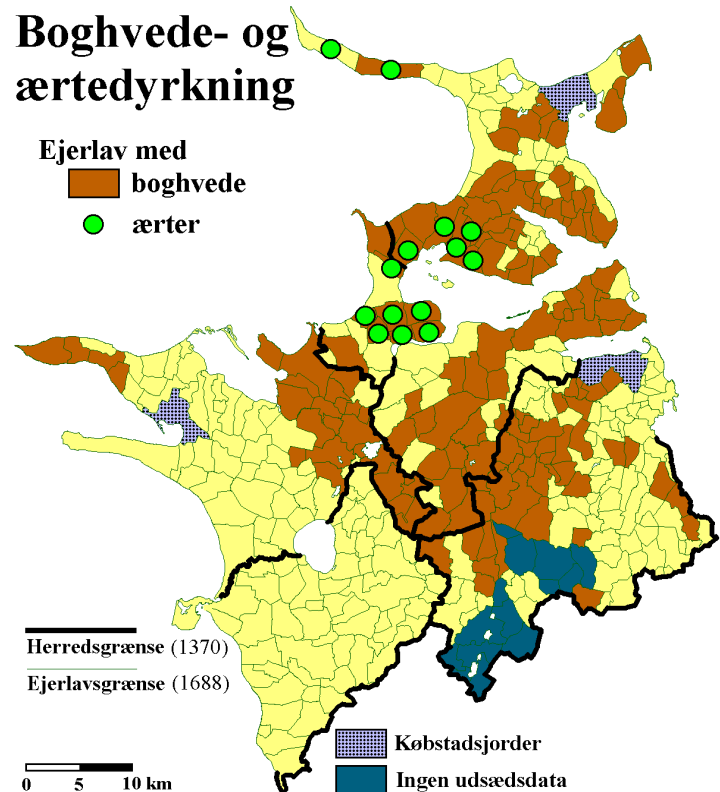 Boghvede- og
ærtedyrkning
Ejerlav med
boghvede
ærter
Herredsgrænse (1370)
Ejerlavsgrænse (1688)
0 5 10 km
Købstadsjorder
Ingen udsædsdata